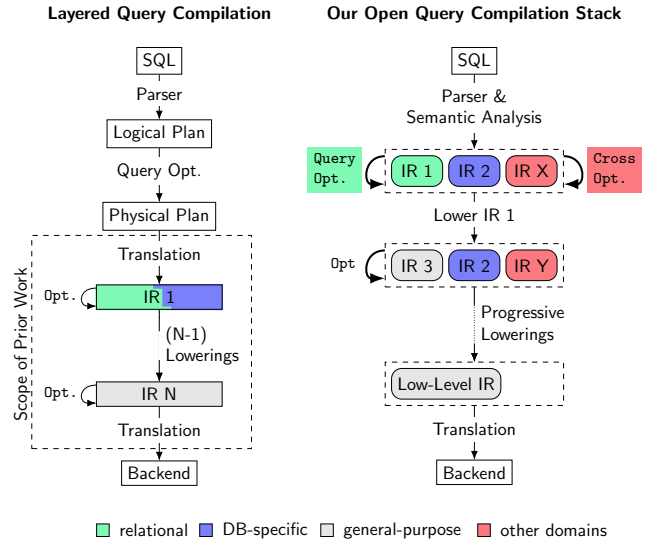 Layered Query Compilation
SQL
Parser
Logical Plan
Query Opt.
Physical Plan
Scope of Prior Work
Translation
Opt.
IR 1
(N-1)
Lowerings
Opt.
IR N
Translation
Backend
Our Open Query Compilation Stack
SQL
Parser &
Semantic Analysis
Query
Opt.
IR 1
IR 2
IR X
Cross
Opt.
Lower IR 1
Opt
IR 3
IR 2
IR Y
Progressive
Lowerings
Low-Level IR
Translation
Backend
relational
DB-specific
general-purpose
other domains